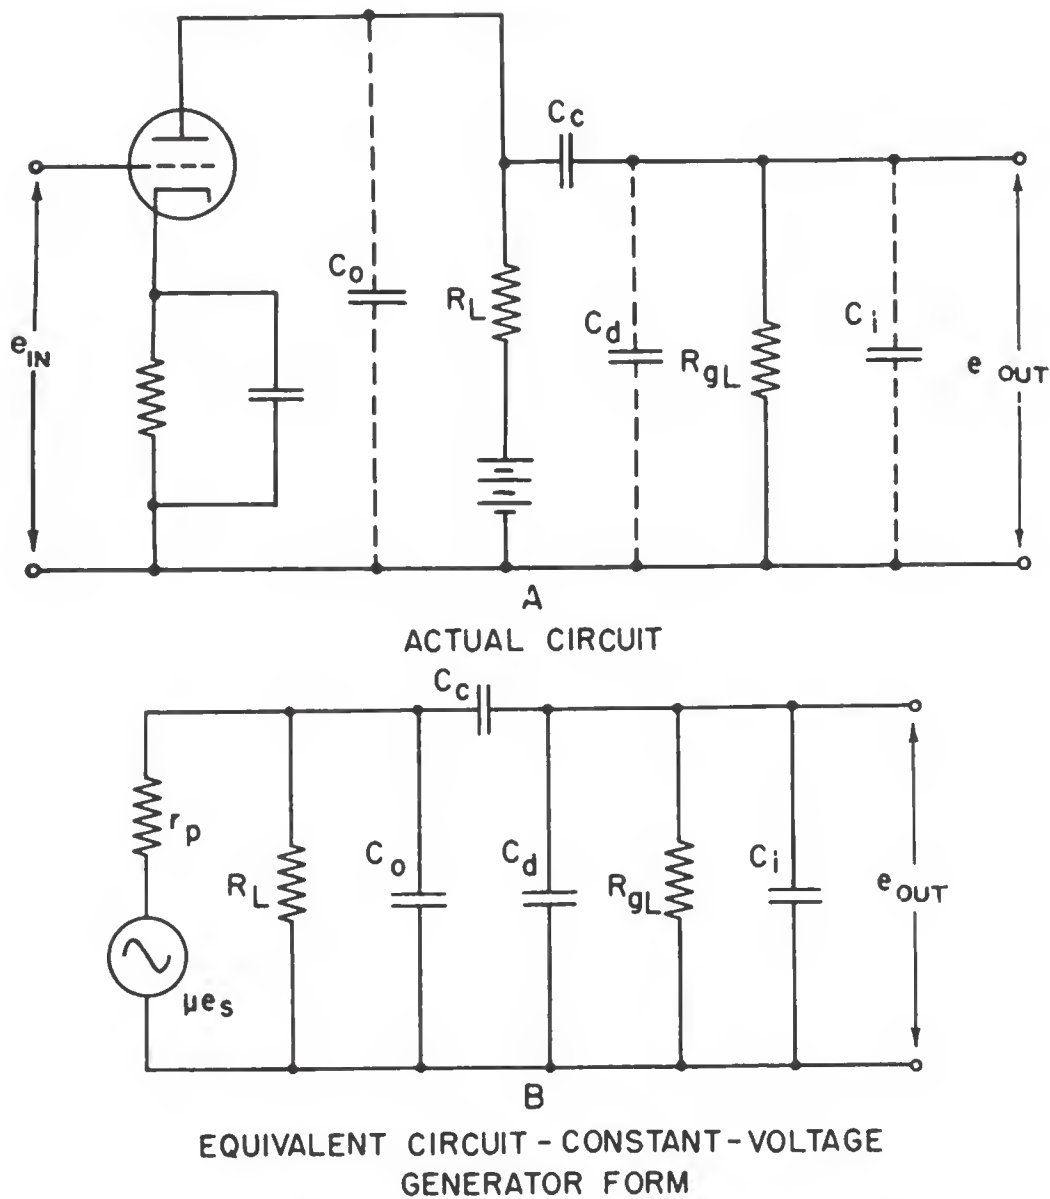 Cc
Co
RL
Cd
RgL
Ci
eIN
e OUT
A
ACTUAL CIRCUIT
Cc
rp
RL
Co
Cd
RgL
Ci
eOUT
μes
B
EQUIVALENT CIRCUIT - CONSTANT - VOLTAGE
GENERATOR FORM